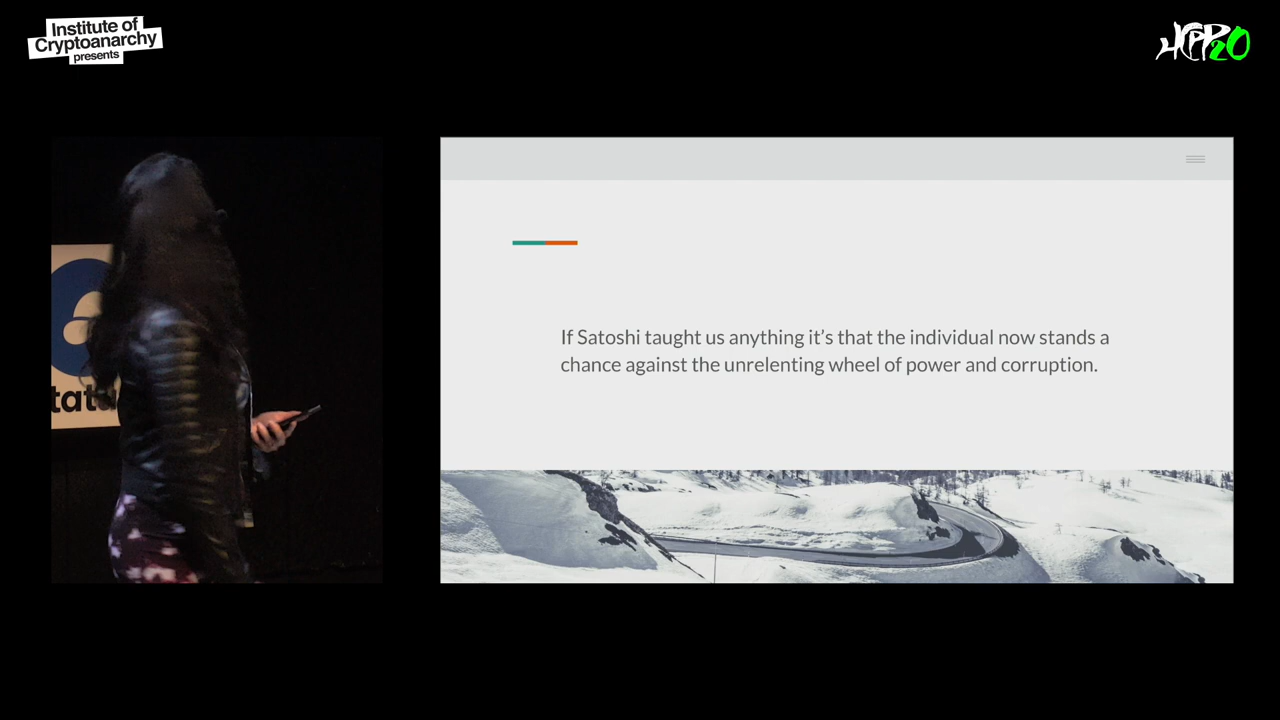 Institute of
Cryptoanarchy
presents
HCPP20
tatu
If Satoshi taught us anything it’s that the individual now stands a
chance against the unrelenting wheel of power and corruption.